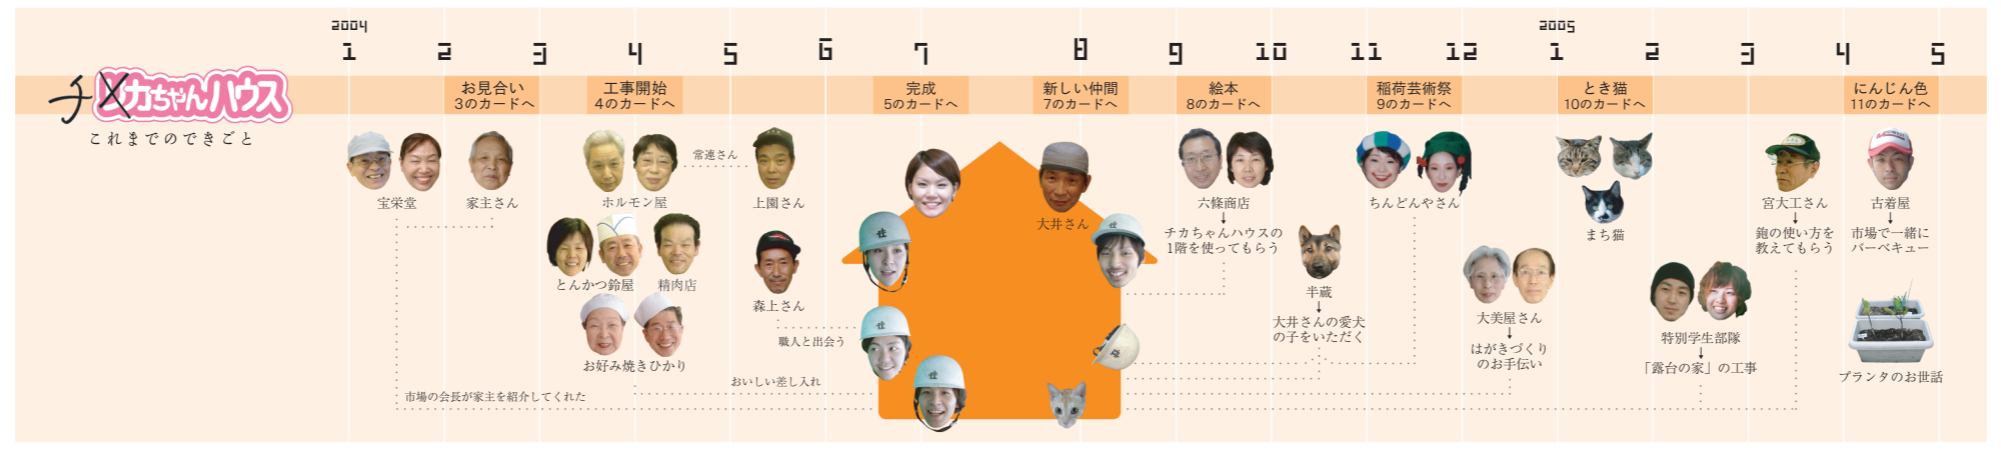 2004
1 2 3 4 5 6 7 8 9 10 11 12
2005
1 2 3 4 5
チカちゃんハウス
これまでのできごと
お見合い
3のカードへ
工事開始
4のカードへ
完成
5のカードへ
新しい仲間
7のカードへ
絵本
8のカードへ
稲荷芸術祭
9のカードへ
とき猫
10のカードへ
にんじん色
11のカードへ
宝栄堂
家主さん
市場の会長が家主を紹介してくれた
ホルモン屋
常連さん
上園さん
とんかつ鈴屋
精肉店
お好み焼きひかり
おいしい差し入れ
森上さん
職人と出会う
仕
仕
仕
仕
大井さん
六條商店
↓
チカちゃんハウスの
1階を使ってもらう
半蔵
↓
大井さんの愛犬
の子をいただく
ちんどんやさん
大美屋さん
↓
はがきづくり
のお手伝い
まち猫
特別学生部隊
↓
「露台の家」の工事
宮大工さん
↓
鉋の使い方を
教えてもらう
古着屋
↓
市場で一緒に
バーベキュー
プランタのお世話